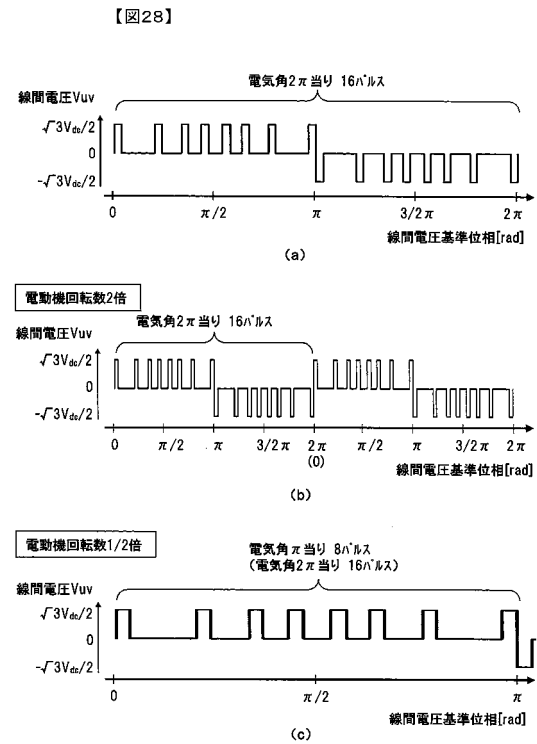 【図28】
電気角2π当り 16パルス
線間電圧Vuv
√3Vdc/2
0
-√3Vdc/2
0 π/2 π 3/2π 2π
線間電圧基準位相[rad]
(a)
電動機回転数2倍
電気角2π当り 16パルス
線間電圧Vuv
√3Vdc/2
0
-√3Vdc/2
0 π/2 π 3/2π 2π π/2 π 3/2π 2π
(0)
線間電圧基準位相[rad]
(b)
電動機回転数1/2倍
電気角π当り 8パルス
(電気角2π当り 16パルス)
線間電圧Vuv
√3Vdc/2
0
-√3Vdc/2
0 π/2 π
線間電圧基準位相[rad]
(c)